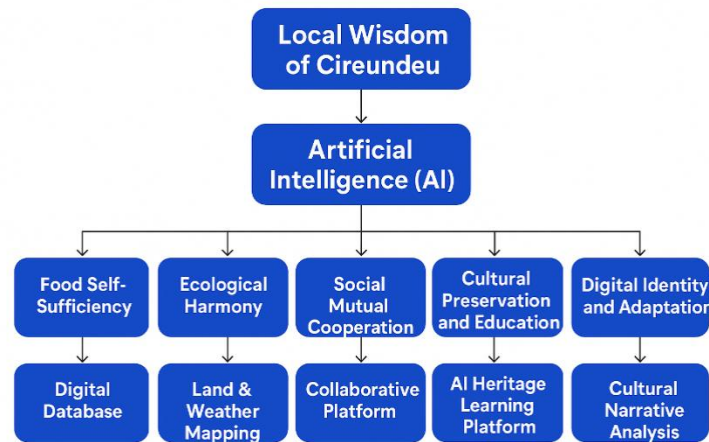 Local Wisdom
of Cireundeu
Artificial
Intelligence (AI)
Food Self-
Sufficiency
Ecological
Harmony
Social
Mutual
Cooperation
Cultural
Preservation
and Education
Digital Identity
and Adaptation
Digital
Database
Land &
Weather
Mapping
Collaborative
Platform
AI Heritage
Learning
Platform
Cultural
Narrative
Analysis